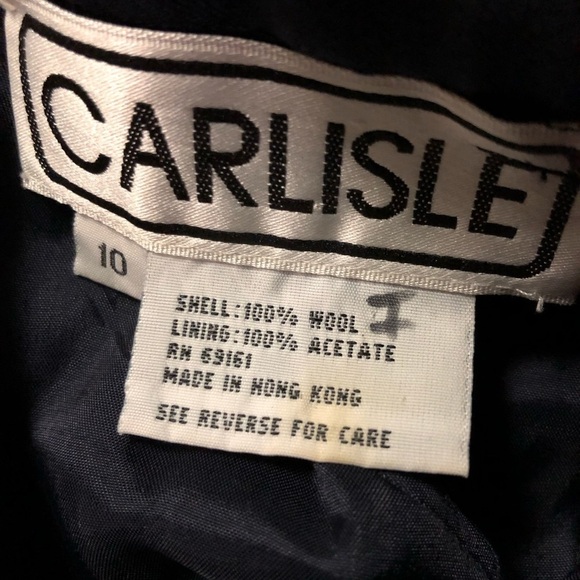 CARLISLE
10
SHELL:100% WOOL I
LINING:100% ACETATE
RN 69161
MADE IN HONG KONG
SEE REVERSE FOR CARE